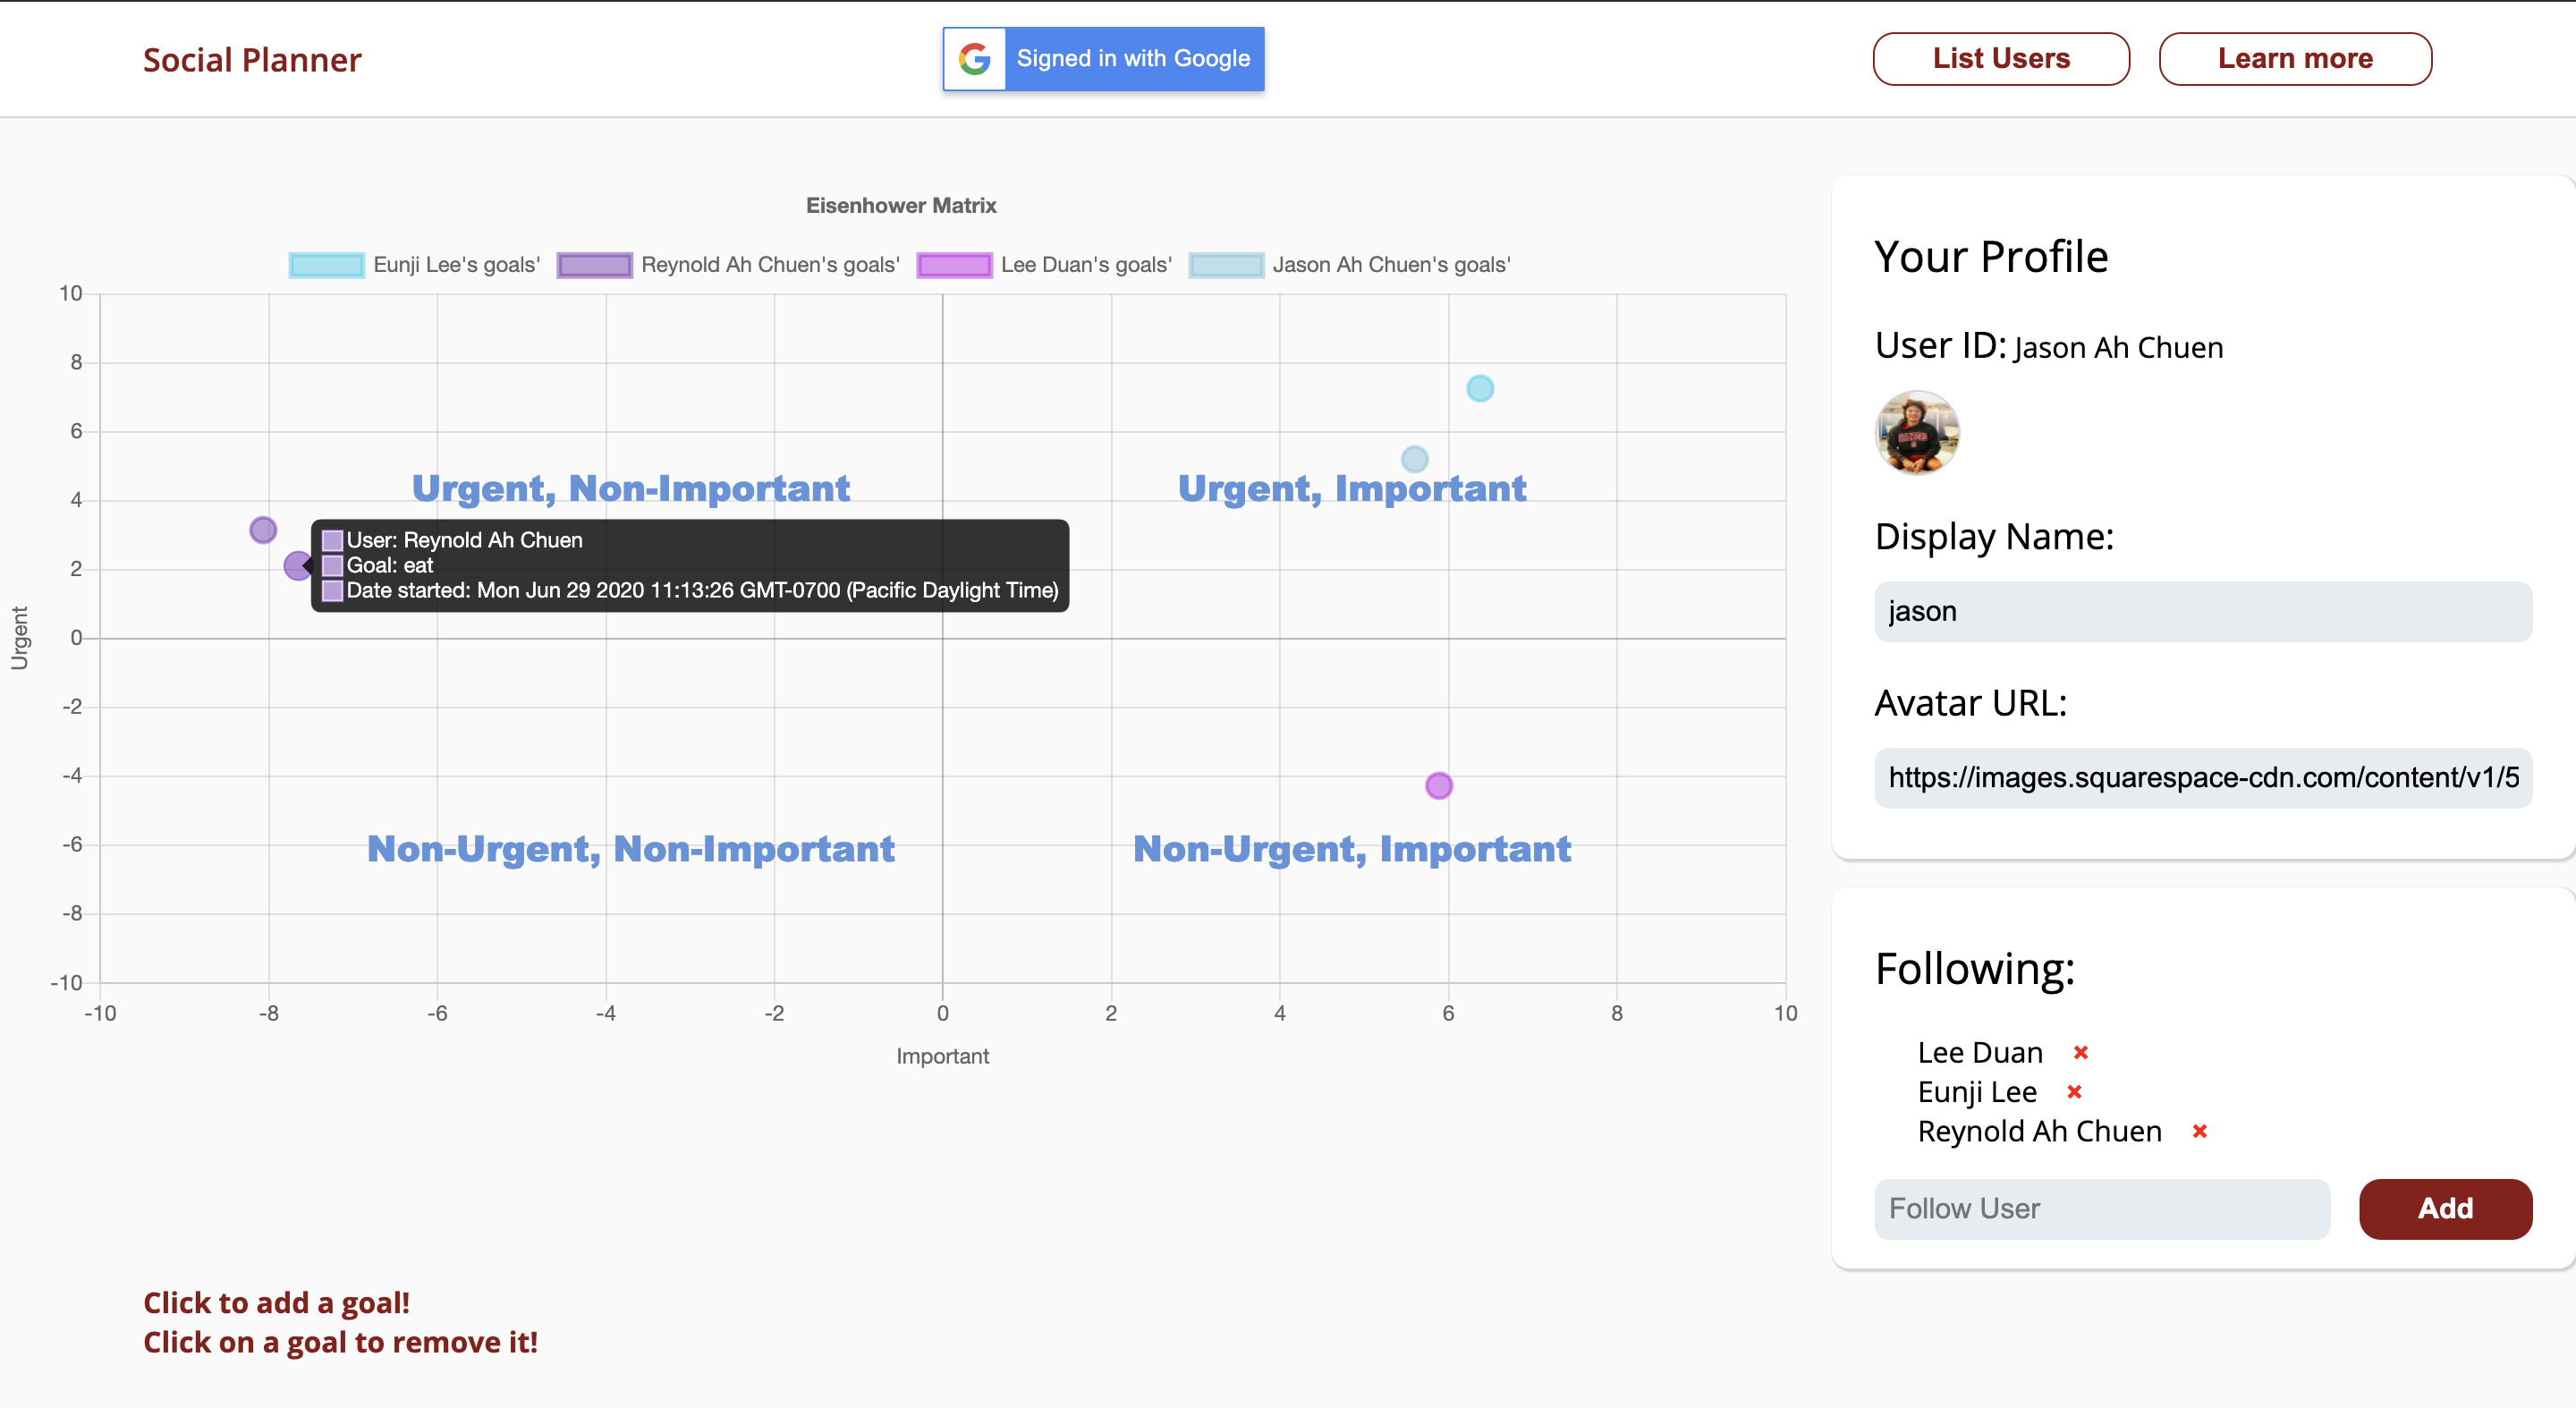 Social Planner
Signed in with Google
List Users
Learn more
Eisenhower Matrix
Eunji Lee's goals'
Reynold Ah Chuen's goals'
Lee Duan's goals'
Jason Ah Chuen's goals'
10
8
6
4
2
0
-2
-4
-6
-8
-10
Urgent
Urgent, Non-Important
Urgent, Important
User: Reynold Ah Chuen
Goal: eat
Date started: Mon Jun 29 2020 11:13:26 GMT-0700 (Pacific Daylight Time)
Non-Urgent, Non-Important
Non-Urgent, Important
-10 -8 -6 -4 -2 0 2 4 6 8 10
Important
Your Profile
User ID: Jason Ah Chuen
Display Name:
jason
Avatar URL:
https://images.squarespace-cdn.com/content/v1/5
Following:
Lee Duan
Eunji Lee
Reynold Ah Chuen
Follow User
Add
Click to add a goal!
Click on a goal to remove it!